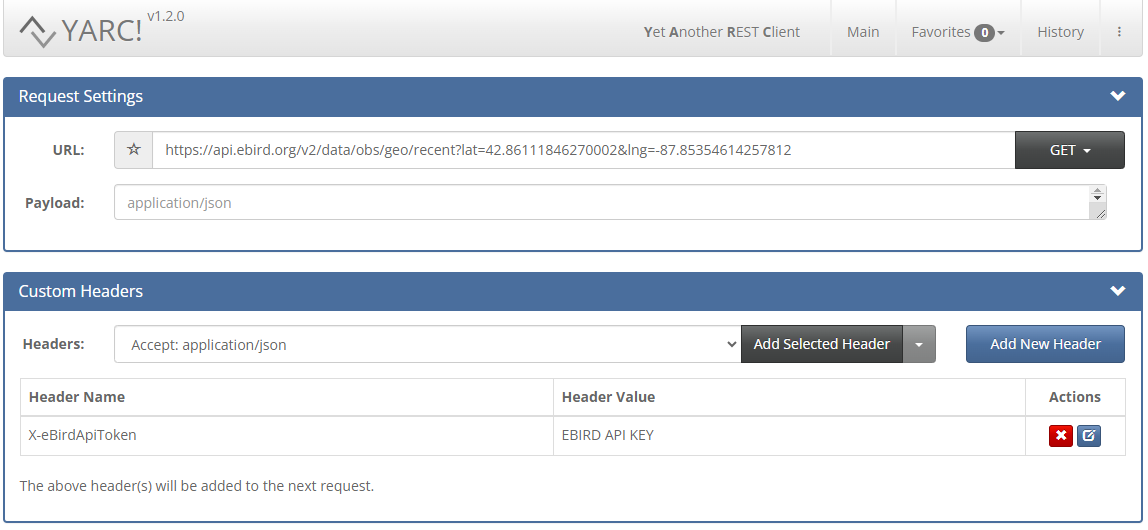 YARC! v1.2.0
Yet Another REST Client Main Favorites 0 History
Request Settings
URL: https://api.ebird.org/v2/data/obs/geo/recent?lat=42.86111846270002&lng=-87.85354614257812 GET
Payload: application/json
Custom Headers
Headers: Accept: application/json Add Selected Header Add New Header
Header Name Header Value Actions
X-eBirdApiToken EBIRD API KEY
The above header(s) will be added to the next request.